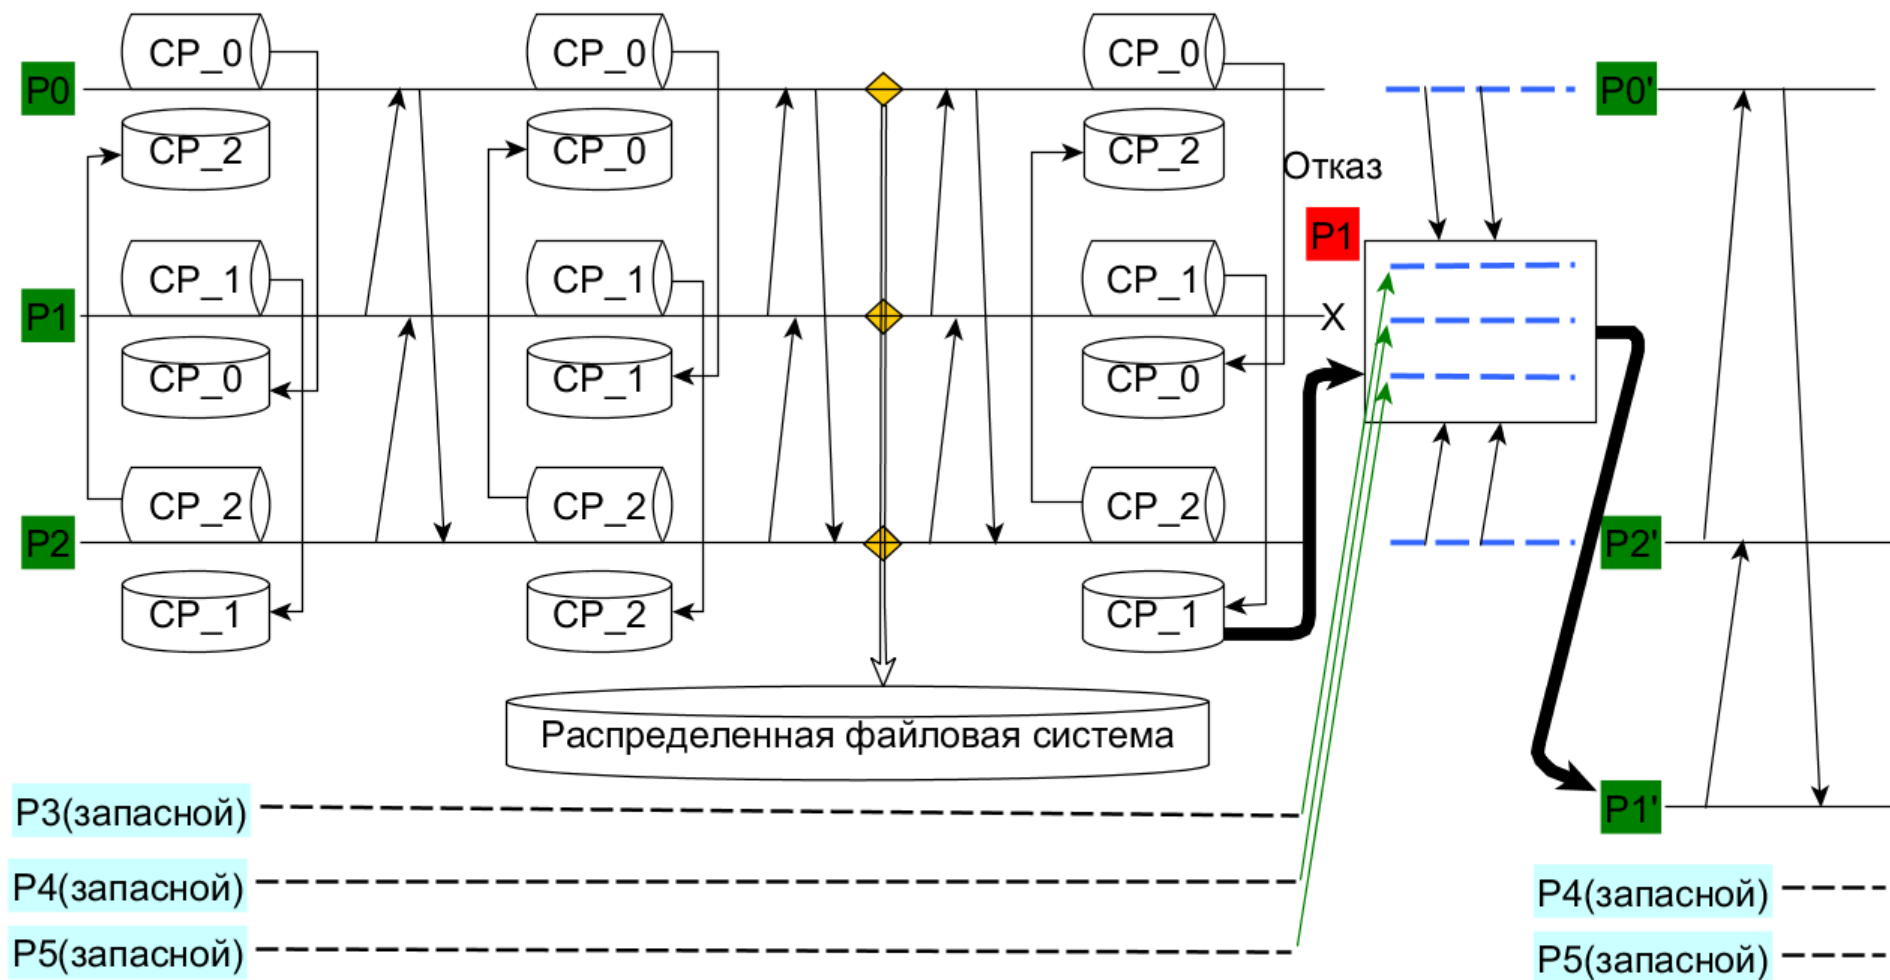 CP_0
CP_0
CP_0
P0
P0'
CP_2
CP_0
CP_2
Отказ
P1
CP_1
CP_1
CP_1
P1
X
CP_0
CP_1
CP_0
CP_2
CP_2
CP_2
P2
P2'
CP_1
CP_2
CP_1
Распределенная файловая система
P3(запасной)
P1'
P4(запасной)
P4(запасной)
P5(запасной)
P5(запасной)